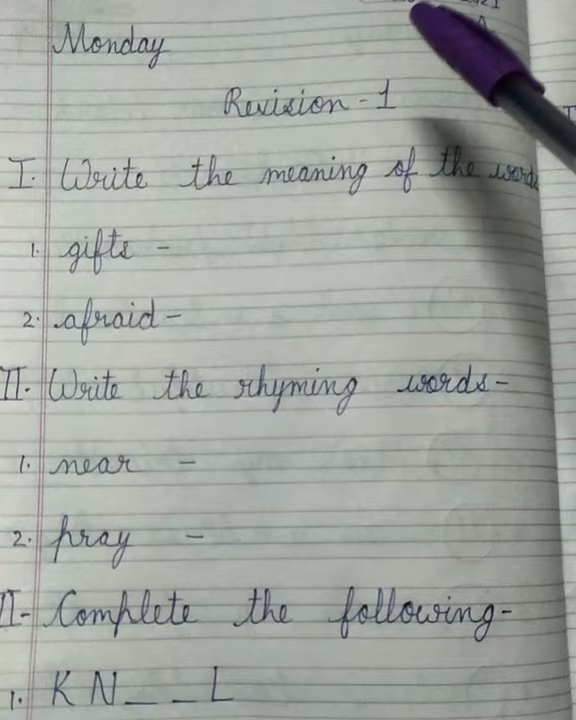 Monday
Revision - 1
I. Write the meaning of the words
1. gifts -
2. afraid -
II. Write the rhyming words -
1. near -
2. pray -
II - Complete the following -
1. K N _ _ L